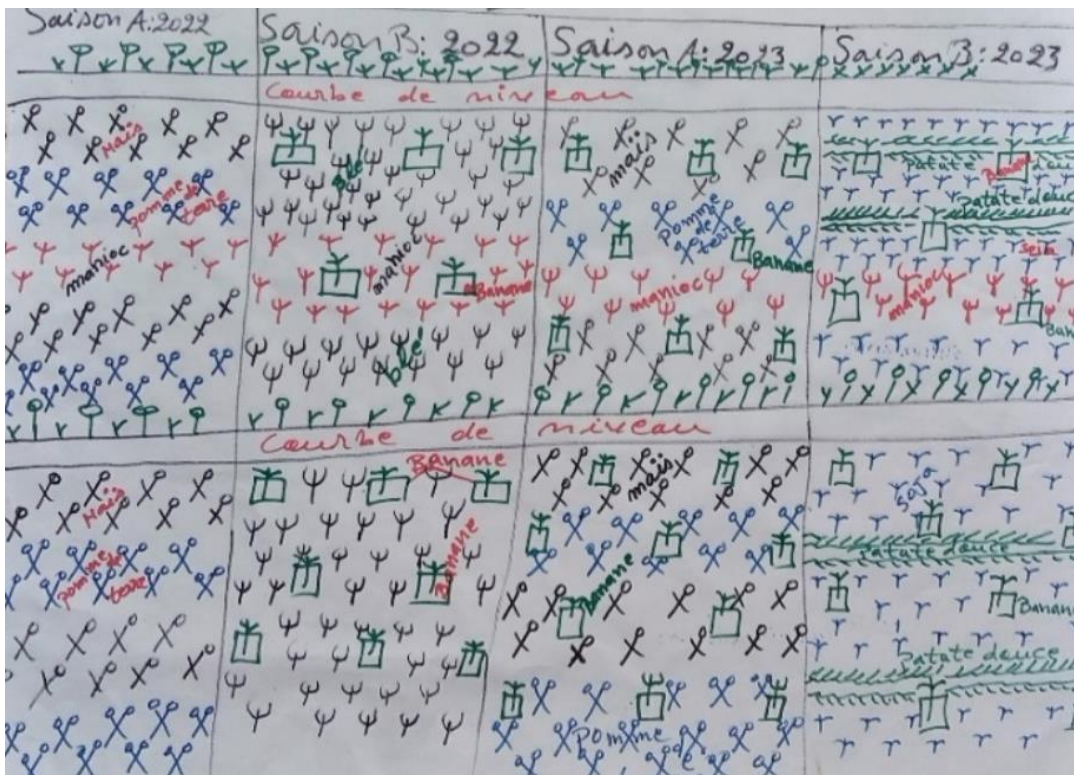 Saison A:2022
Saison B: 2022
Saison A:2023
Saison B:2023
Courbe de niveau
Maïs
pomme de terre
manioc
Blé
manioc
Banane
blé
maïs
pomme de terre
Banane
manioc
Patate
Banane
Patate douce
manioc
Courbe de niveau
Maïs
pomme de terre
BANANE
BANANE
maïs
Banane
Pomme de
Soja
Patate douce
Banane
Patate douce